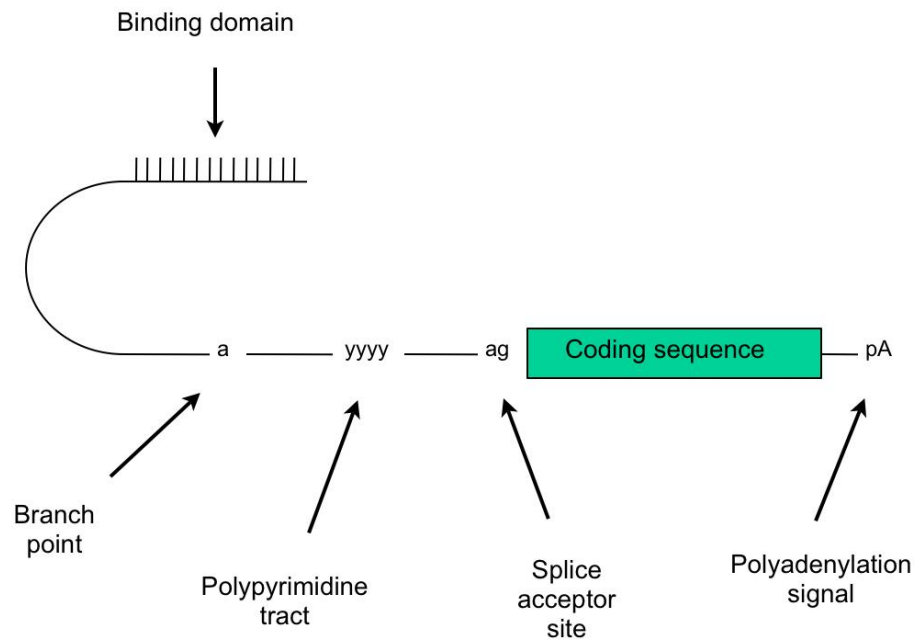 Binding domain
a yyyy ag Coding sequence pA
Branch
point
Polypyrimidine
tract
Splice
acceptor
site
Polyadenylation
signal